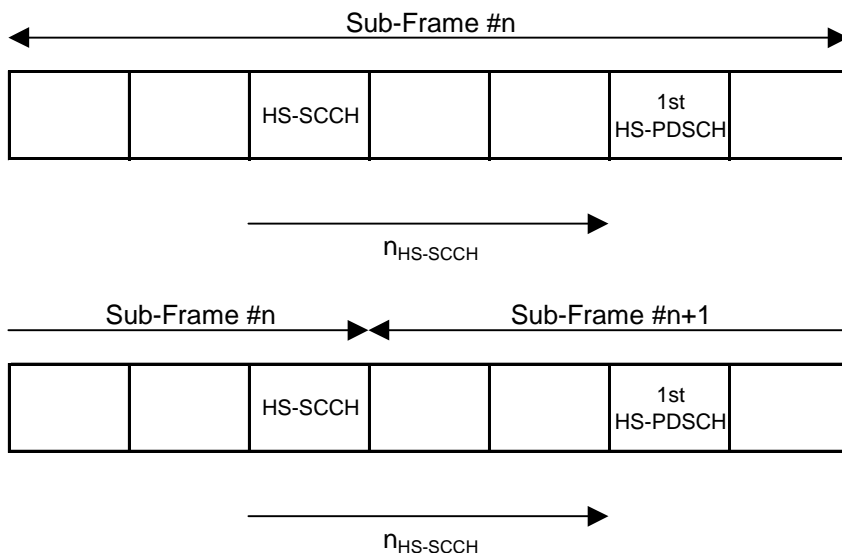 Sub-Frame #n
HS-SCCH
1st
HS-PDSCH
nHS-SCCH
Sub-Frame #n Sub-Frame #n+1
HS-SCCH
1st
HS-PDSCH
nHS-SCCH